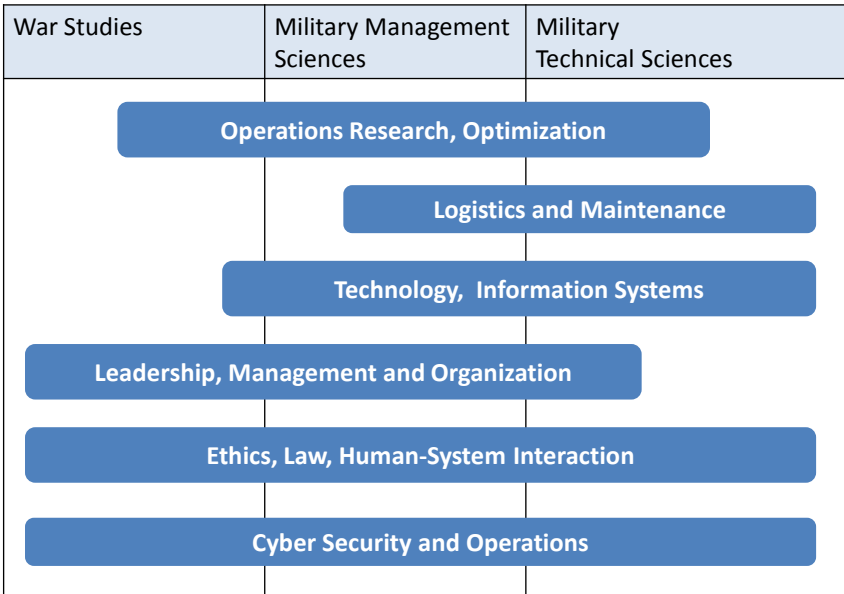 War Studies
Military Management
Sciences
Military
Technical Sciences
Operations Research, Optimization
Logistics and Maintenance
Technology, Information Systems
Leadership, Management and Organization
Ethics, Law, Human-System Interaction
Cyber Security and Operations